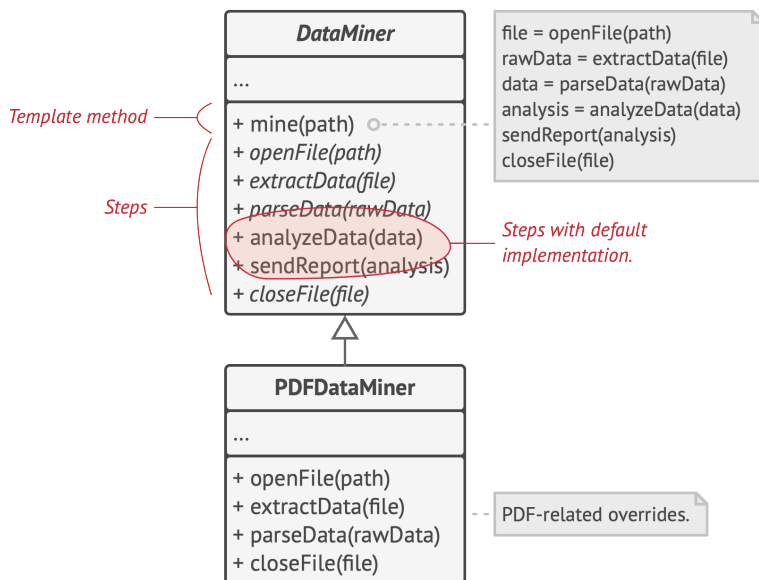 DataMiner
...
Template method
+ mine(path)
Steps
+ openFile(path)
+ extractData(file)
+ parseData(rawData)
+ analyzeData(data)
+ sendReport(analysis)
+ closeFile(file)
file = openFile(path)
rawData = extractData(file)
data = parseData(rawData)
analysis = analyzeData(data)
sendReport(analysis)
closeFile(file)
Steps with default
implementation.
PDFDataMiner
...
+ openFile(path)
+ extractData(file)
+ parseData(rawData)
+ closeFile(file)
PDF-related overrides.